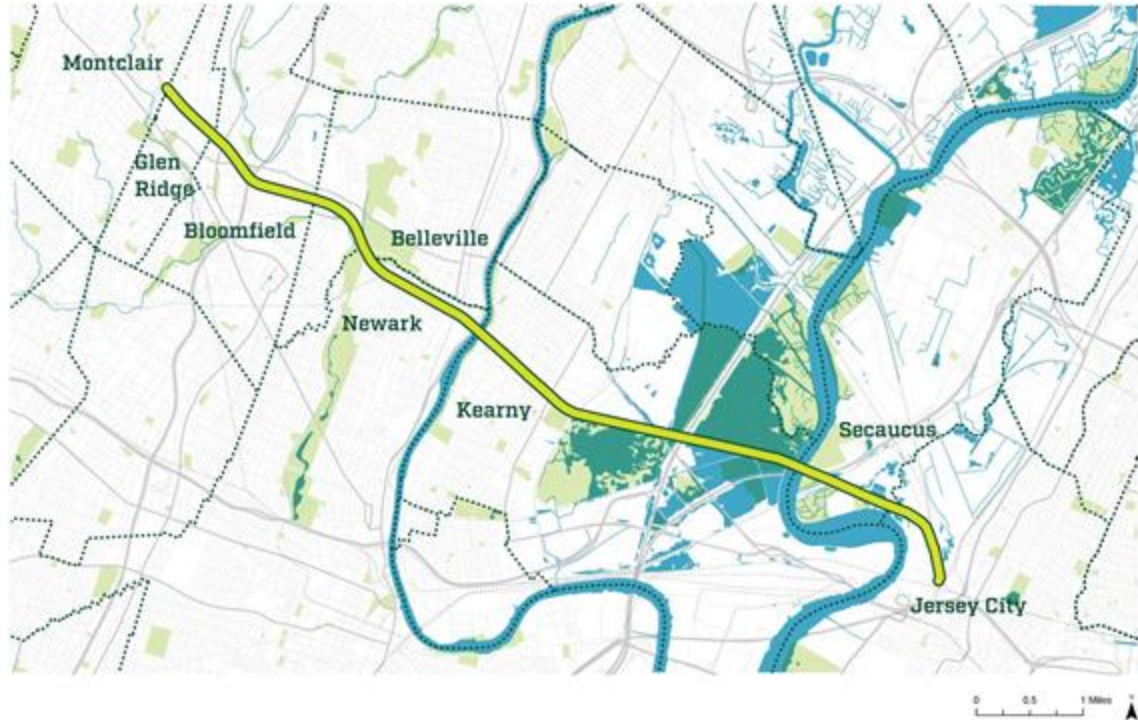 Montclair
Glen
Ridge
Bloomfield
Belleville
Newark
Kearny
Secaucus
Jersey City
0 0.5 1 Miles